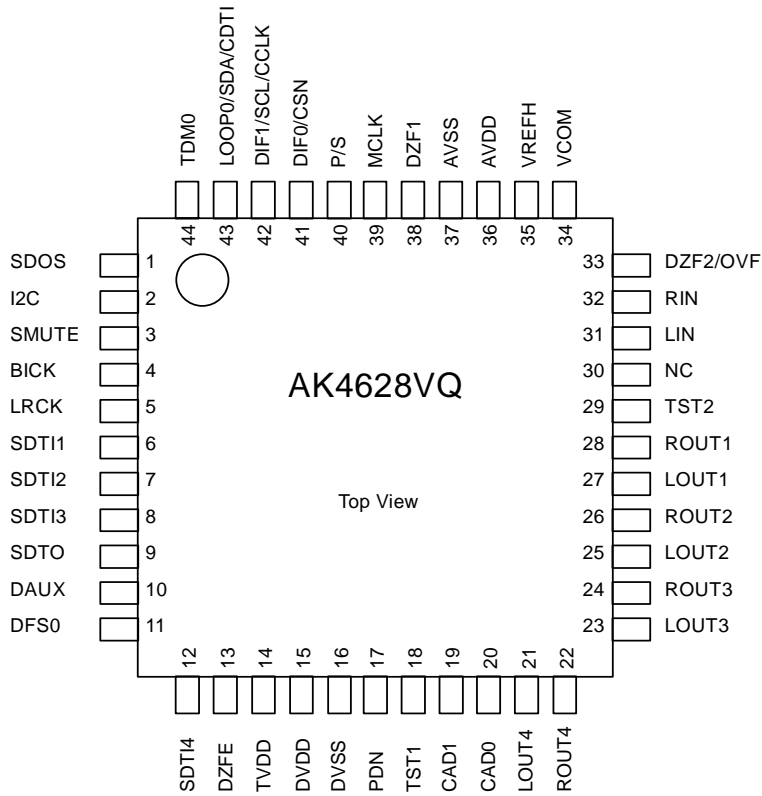 TDM0
LOOP0/SDA/CDTI
DIF1/SCL/CCLK
DIF0/CSN
P/S
MCLK
DZF1
AVSS
AVDD
VREFH
VCOM
44
43
42
41
40
39
38
37
36
35
34
SDOS 1
I2C 2
SMUTE 3
BICK 4
LRCK 5
SDTI1 6
SDTI2 7
SDTI3 8
SDTO 9
DAUX 10
DFS0 11
AK4628VQ
Top View
33 DZF2/OVF
32 RIN
31 LIN
30 NC
29 TST2
28 ROUT1
27 LOUT1
26 ROUT2
25 LOUT2
24 ROUT3
23 LOUT3
12
13
14
15
16
17
18
19
20
21
22
SDTI4
DZFE
TVDD
DVDD
DVSS
PDN
TST1
CAD1
CAD0
LOUT4
ROUT4